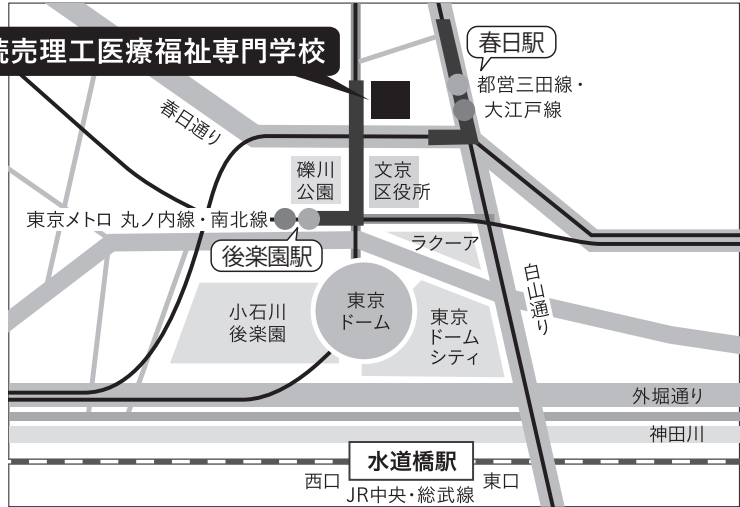 読売理工医療福祉専門学校
春日駅
都営三田線・
大江戸線
春日通り
礫川
公園
文京
区役所
東京メトロ 丸ノ内線・南北線
後楽園駅
ラクーア
白山通り
小石川
後楽園
東京
ドーム
東京
ドーム
シティ
外堀通り
神田川
水道橋駅
西口
東口
JR中央・総武線